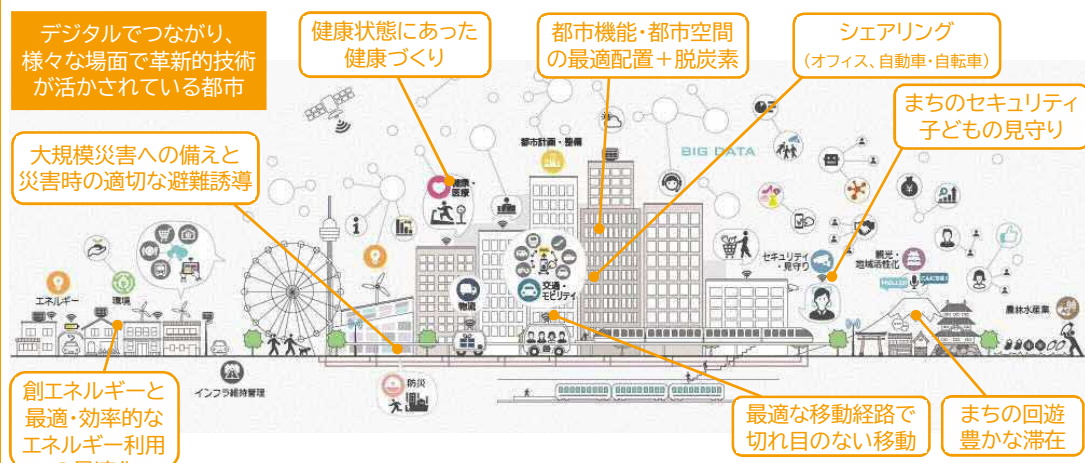 デジタルでつながり、
様々な場面で革新的技術
が活かされている都市
健康状態にあった
健康づくり
都市機能・都市空間
の最適配置+脱炭素
シェアリング
(オフィス、自動車・自転車)
まちのセキュリティ
子どもの見守り
大規模災害への備えと
災害時の適切な避難誘導
都市計画・整備
BIG DATA
健康・
医療
エネルギー
環境
物流
交通・
モビリティ
セキュリティ
・見守り
観光・
地域活性化
農林水産業
インフラ維持管理
防災
創エネルギーと
最適・効率的な
エネルギー利用
最適な移動経路で
切れ目のない移動
まちの回遊
豊かな滞在